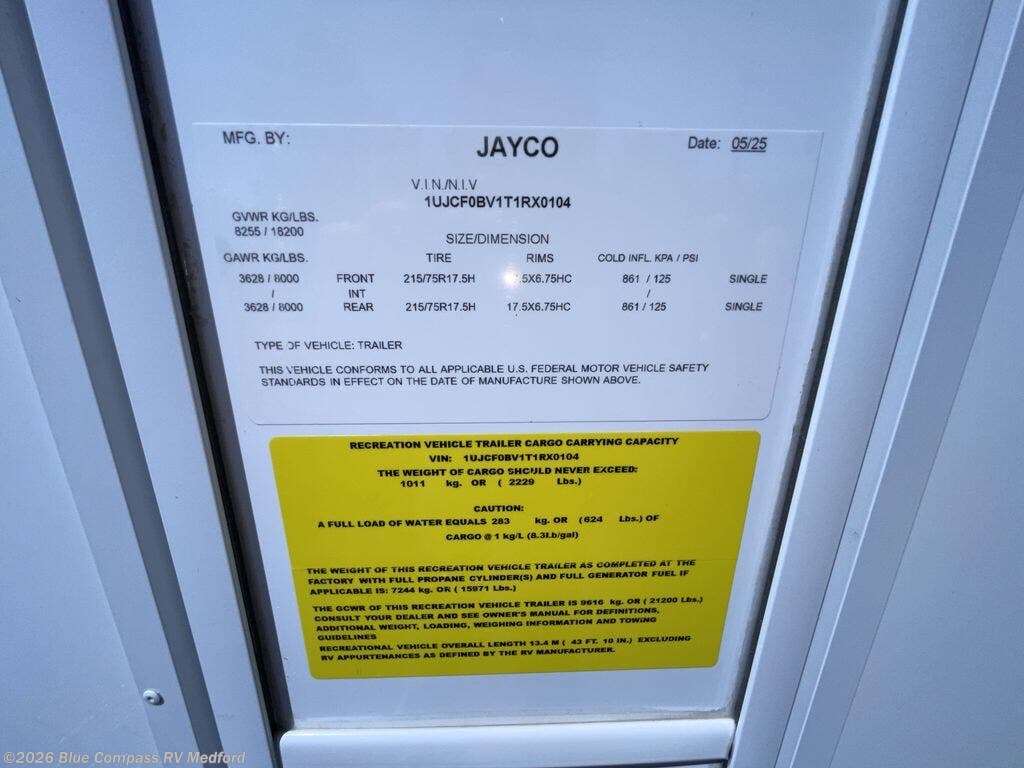 MFG. BY: JAYCO Date: 05/25
V.I.N./N.I.V
1UJCF0BV1T1RX0104
GVWR KG/LBS.
8255 / 18200
SIZE/DIMENSION
GAWR KG/LBS. TIRE RIMS COLD INFL. KPA / PSI
3628 / 8000 FRONT 215/75R17.5H .5X6.75HC 861 / 125 SINGLE
/ INT /
3628 / 8000 REAR 215/75R17.5H 17.5X6.75HC 861 / 125 SINGLE
TYPE OF VEHICLE: TRAILER
THIS VEHICLE CONFORMS TO ALL APPLICABLE U.S. FEDERAL MOTOR VEHICLE SAFETY
STANDARDS IN EFFECT ON THE DATE OF MANUFACTURE SHOWN ABOVE.
RECREATION VEHICLE TRAILER CARGO CARRYING CAPACITY
VIN: 1UJCF0BV1T1RX0104
THE WEIGHT OF CARGO SHOULD NEVER EXCEED:
1011 kg. OR ( 2229 Lbs.)
CAUTION:
A FULL LOAD OF WATER EQUALS 283 kg. OR (624 Lbs.) OF
CARGO @ 1 kg/L (8.3Lb/gal)
THE WEIGHT OF THIS RECREATION VEHICLE TRAILER AS COMPLETED AT THE
FACTORY WITH FULL PROPANE CYLINDER(S) AND FULL GENERATOR FUEL IF
APPLICABLE IS: 7244 kg. OR ( 15971 Lbs.)
THE GCWR OF THIS RECREATION VEHICLE TRAILER IS 9616 kg. OR ( 21200 Lbs.)
CONSULT YOUR DEALER AND SEE OWNER'S MANUAL FOR DEFINITIONS,
ADDITIONAL WEIGHT, LOADING, WEIGHING INFORMATION AND TOWING
GUIDELINES
RECREATIONAL VEHICLE OVERALL LENGTH 13.4 M ( 43 FT. 10 IN.) EXCLUDING
RV APPURTENANCES AS DEFINED BY THE RV MANUFACTURER.
©2026 Blue Compass RV Medford